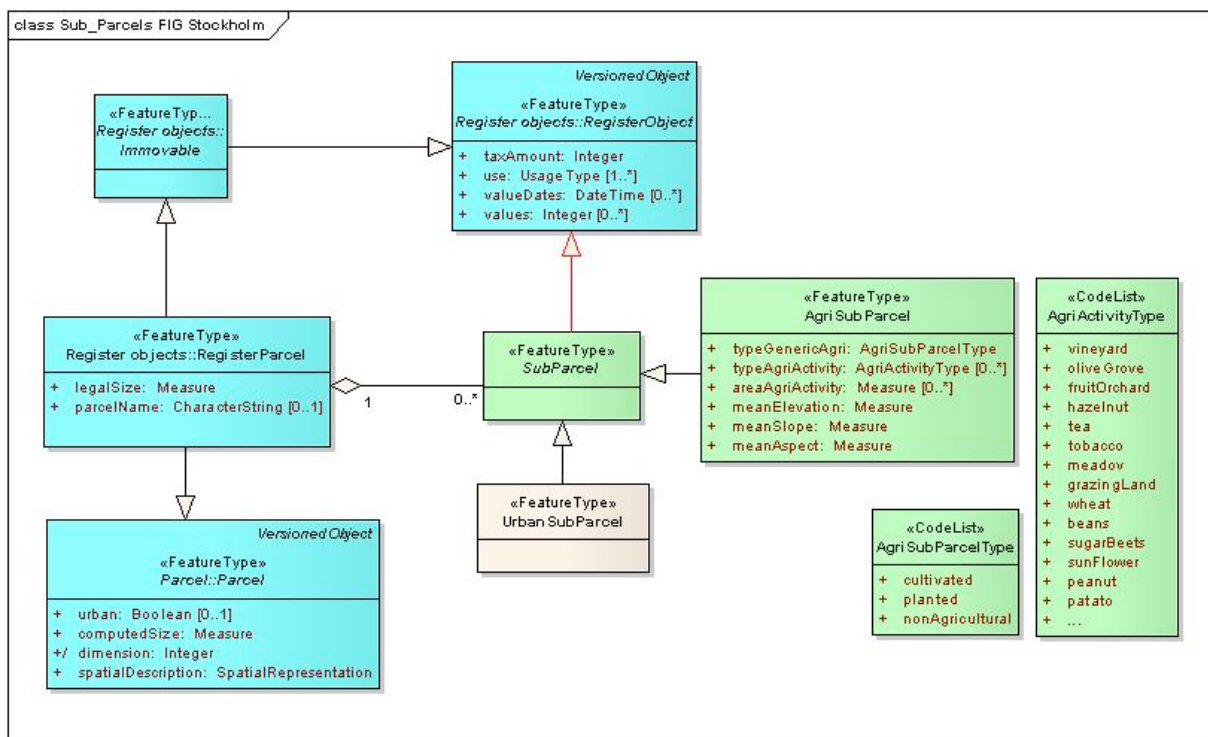 class Sub_Parcels FIG Stockholm
«FeatureTyp...
Register objects::
Immovable
VersionedObject
«FeatureType»
Register objects::RegisterObject
+ taxAmount: Integer
+ use: UsageType [1..*]
+ valueDates: DateTime [0..*]
+ values: Integer [0..*]
«FeatureType»
Register objects::RegisterParcel
+ legalSize: Measure
+ parcelName: CharacterString [0..1]
1
0..*
«FeatureType»
SubParcel
«FeatureType»
AgriSubParcel
+ typeGenericAgri: AgriSubParcelType
+ typeAgriActivity: AgriActivityType [0..*]
+ areaAgriActivity: Measure [0..*]
+ meanElevation: Measure
+ meanSlope: Measure
+ meanAspect: Measure
«CodeList»
AgriActivityType
+ vineyard
+ oliveGrove
+ fruitOrchard
+ hazelnut
+ tea
+ tobacco
+ meadov
+ grazingLand
+ wheat
+ beans
+ sugarBeets
+ sunFlower
+ peanut
+ patato
+ ...
«FeatureType»
UrbanSubParcel
«CodeList»
AgriSubParcelType
+ cultivated
+ planted
+ nonAgricultural
VersionedObject
«FeatureType»
Parcel::Parcel
+ urban: Boolean [0..1]
+ computedSize: Measure
+/ dimension: Integer
+ spatialDescription: SpatialRepresentation